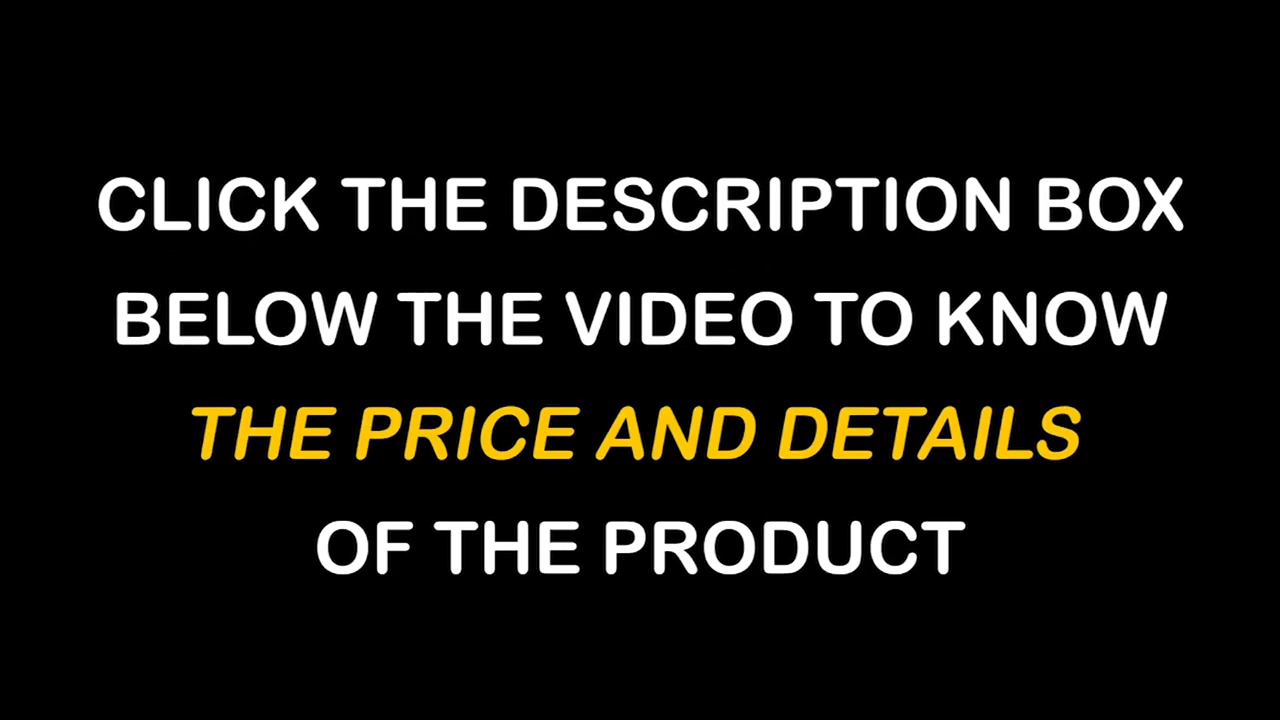 CLICK THE DESCRIPTION BOX
BELOW THE VIDEO TO KNOW
THE PRICE AND DETAILS
OF THE PRODUCT